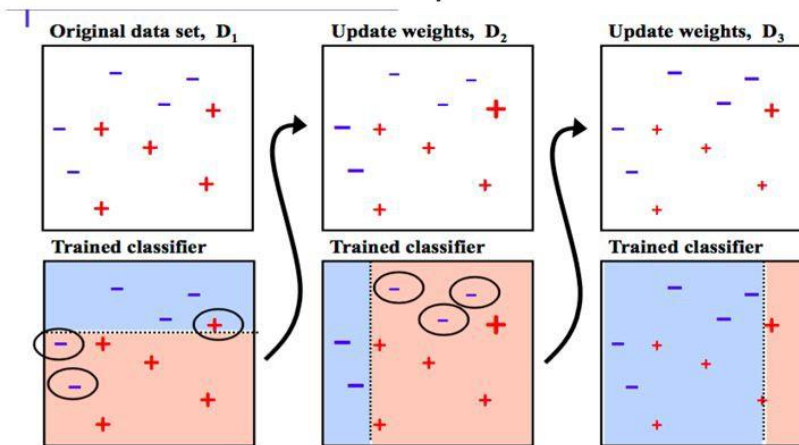 Original data set, D₁
Update weights, D₂
Update weights, D₃
Trained classifier
Trained classifier
Trained classifier